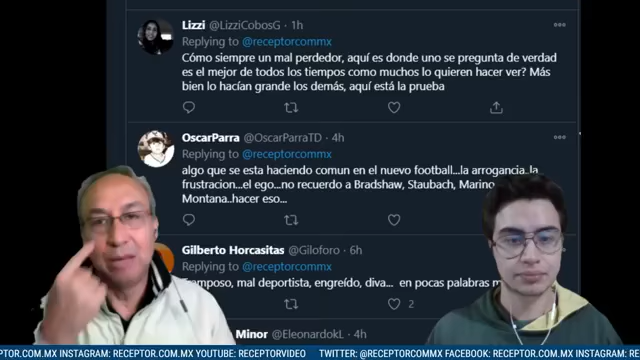 Lizzi @LizziCobosG · 1h
Replying to @receptorcommx
Cómo siempre un mal perdedor, aquí es donde uno se pregunta de verdad
es el mejor de todos los tiempos como muchos lo quieren hacer ver? Más
bien lo hacían grande los demás, aquí está la prueba
OscarParra @OscarParraTD · 4h
Replying to @receptorcommx
algo que se esta haciendo comun en el nuevo football...la arrogancia..la
frustracion...el ego...no recuerdo a Bradshaw, Staubach, Marino
Montana..hacer eso...
Gilberto Horcasitas @Giloforo · 6h
Replying to @receptorcommx
mal deportista, engreído, diva... en pocas palabras
2
Minor @EleonardokL · 4h
PTOR.COM.MX INSTAGRAM: RECEPTOR.COM.MX YOUTUBE: RECEPTORVIDEO TWITTER: @RECEPTORCOMMX FACEBOOK: RECEPTOR.COM.MX INSTAGRAM: RECEPTO